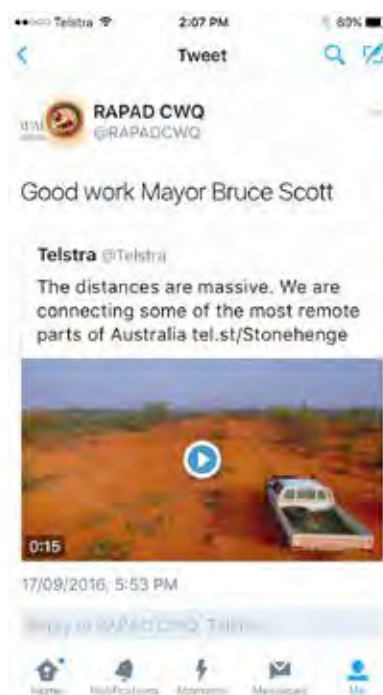 Telstra 2:07 PM 69%
Tweet
RAPAD CWQ
@RAPADCWQ
Good work Mayor Bruce Scott
Telstra @Telstra
The distances are massive. We are
connecting some of the most remote
parts of Australia tel.st/Stonehenge
0:15
17/09/2016, 5:53 PM
Reply to RAPAD CWQ, Telstra
Home Notifications Moments Messages Me